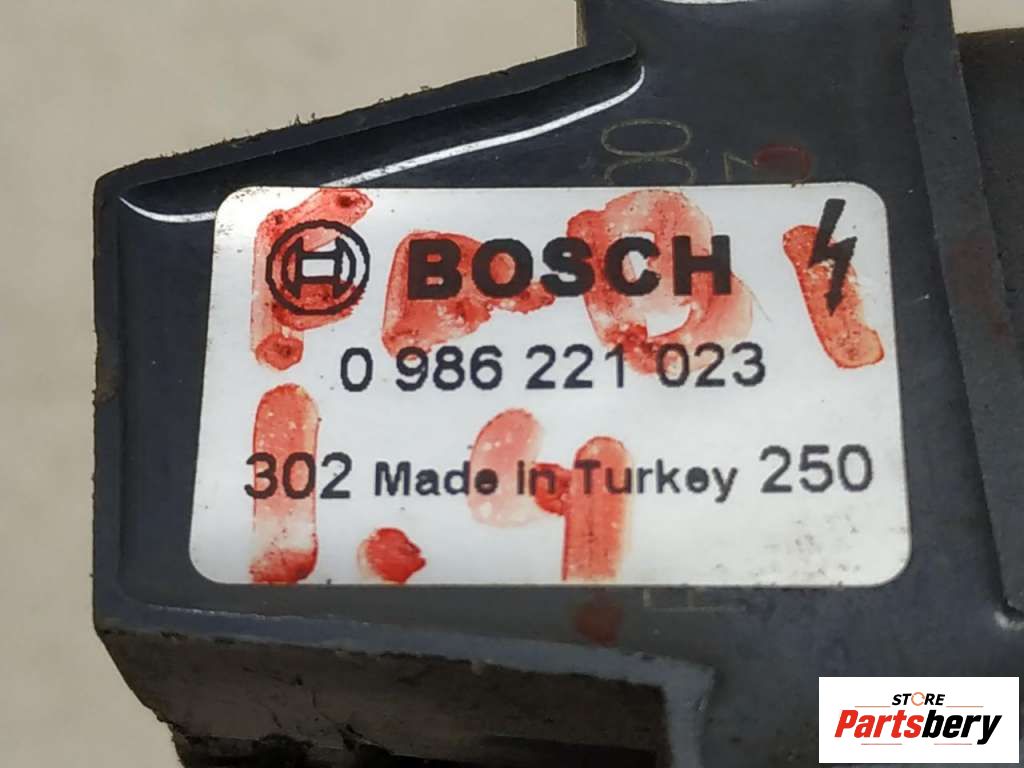 BOSCH
0 986 221 023
302 Made in Turkey 250
STORE
Partsbery